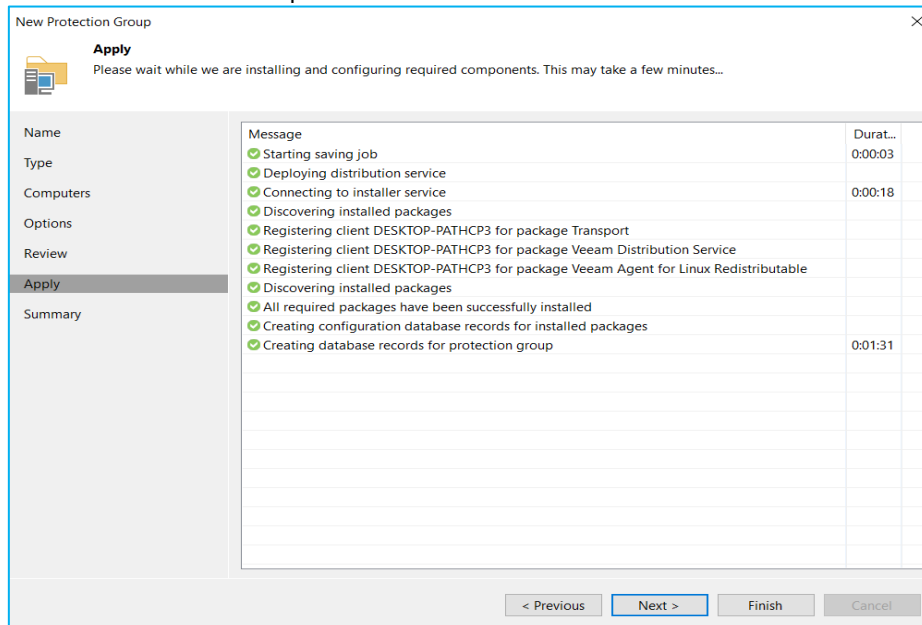 New Protection Group
Apply
Please wait while we are installing and configuring required components. This may take a few minutes...
Name
Type
Computers
Options
Review
Apply
Summary
Message Durat...
Starting saving job 0:00:03
Deploying distribution service
Connecting to installer service 0:00:18
Discovering installed packages
Registering client DESKTOP-PATHCP3 for package Transport
Registering client DESKTOP-PATHCP3 for package Veeam Distribution Service
Registering client DESKTOP-PATHCP3 for package Veeam Agent for Linux Redistributable
Discovering installed packages
All required packages have been successfully installed
Creating configuration database records for installed packages
Creating database records for protection group 0:01:31
< Previous Next > Finish Cancel